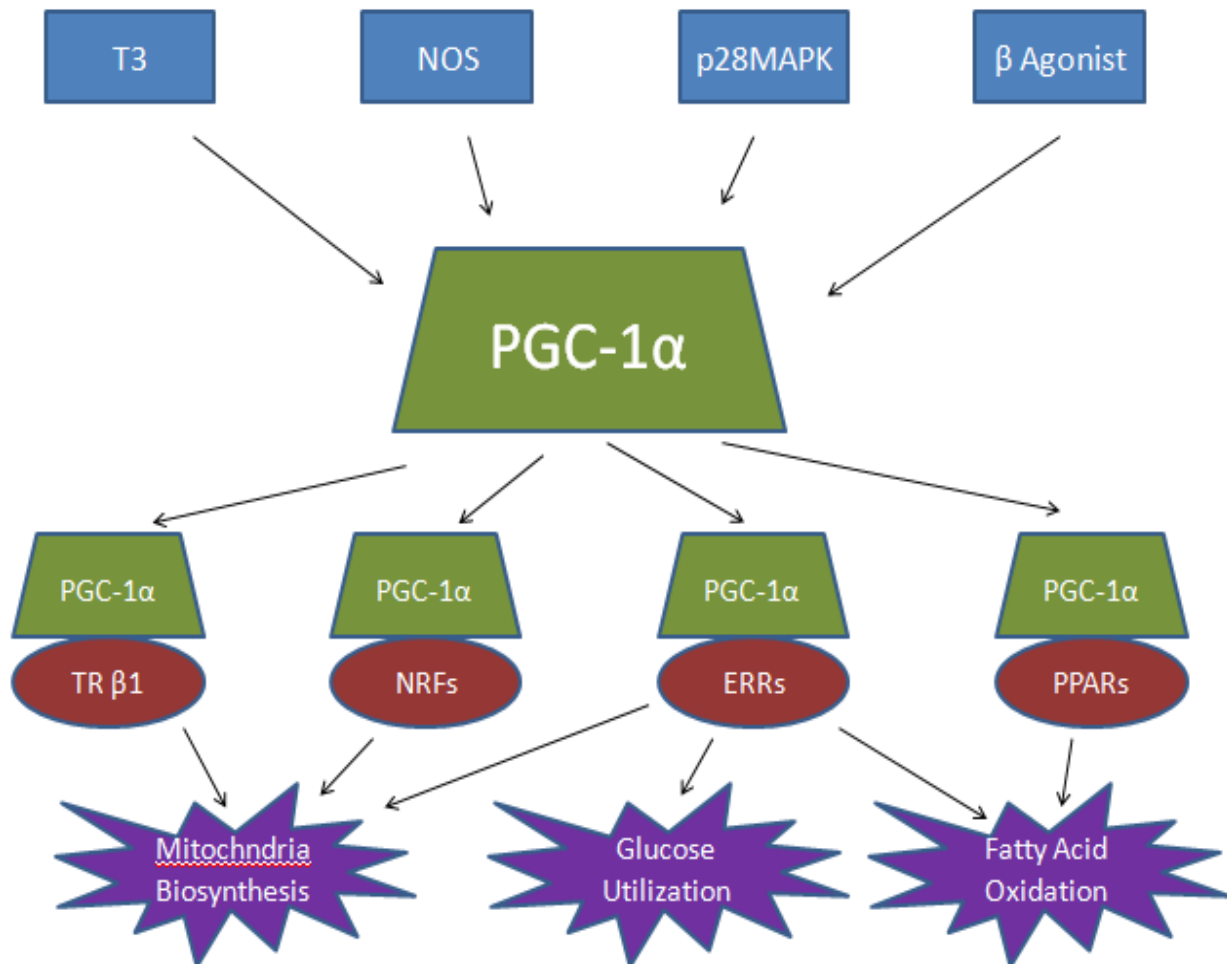 T3
NOS
p28MAPK
β Agonist
PGC-1α
PGC-1α
PGC-1α
PGC-1α
PGC-1α
TR β1
NRFs
ERRs
PPARs
Mitochndria
Biosynthesis
Glucose
Utilization
Fatty Acid
Oxidation